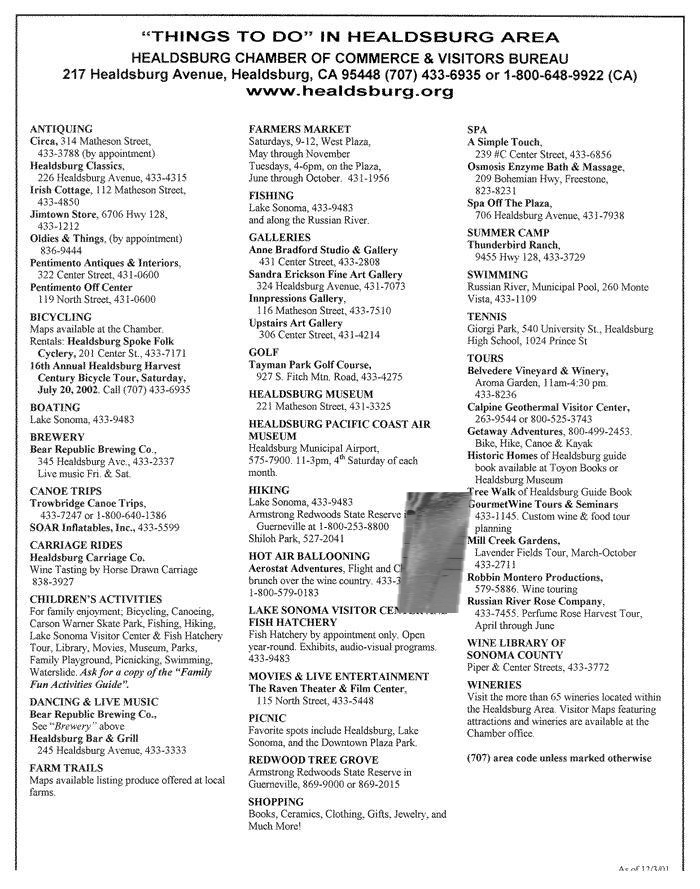 “THINGS TO DO” IN HEALDSBURG AREA
HEALDSBURG CHAMBER OF COMMERCE & VISITORS BUREAU
217 Healdsburg Avenue, Healdsburg, CA 95448 (707) 433-6935 or 1-800-648-9922 (CA)
www.healdsburg.org
ANTIQUING
Circa, 314 Matheson Street,
433-3788 (by appointment)
Healdsburg Classics,
226 Healdsburg Avenue, 433-4315
Irish Cottage, 112 Matheson Street,
433-4850
Jimtown Store, 6706 Hwy 128,
433-1212
Oldies & Things, (by appointment)
836-9444
Pentimento Antiques & Interiors,
322 Center Street, 431-0600
Pentimento Off Center
119 North Street, 431-0600
BICYCLING
Maps available at the Chamber.
Rentals: Healdsburg Spoke Folk
Cyclery, 201 Center St., 433-7171
16th Annual Healdsburg Harvest
Century Bicycle Tour, Saturday,
July 20, 2002. Call (707) 433-6935
BOATING
Lake Sonoma, 433-9483
BREWERY
Bear Republic Brewing Co.,
345 Healdsburg Ave., 433-2337
Live music Fri. & Sat.
CANOE TRIPS
Trowbridge Canoe Trips,
433-7247 or 1-800-640-1386
SOAR Inflatables, Inc., 433-5599
CARRIAGE RIDES
Healdsburg Carriage Co.
Wine Tasting by Horse Drawn Carriage
838-3927
CHILDREN'S ACTIVITIES
For family enjoyment; Bicycling, Canoeing,
Carson Warner Skate Park, Fishing, Hiking,
Lake Sonoma Visitor Center & Fish Hatchery
Tour, Library, Movies, Museum, Parks,
Family Playground, Picnicking, Swimming,
Waterslide. Ask for a copy of the “Family
Fun Activities Guide”.
DANCING & LIVE MUSIC
Bear Republic Brewing Co.,
See “Brewery” above
Healdsburg Bar & Grill
245 Healdsburg Avenue, 433-3333
FARM TRAILS
Maps available listing produce offered at local
farms.
FARMERS MARKET
Saturdays, 9-12, West Plaza,
May through November
Tuesdays, 4-6pm, on the Plaza,
June through October. 431-1956
FISHING
Lake Sonoma, 433-9483
and along the Russian River.
GALLERIES
Anne Bradford Studio & Gallery
431 Center Street, 433-2808
Sandra Erickson Fine Art Gallery
324 Healdsburg Avenue, 431-7073
Innpressions Gallery,
116 Matheson Street, 433-7510
Upstairs Art Gallery
306 Center Street, 431-4214
GOLF
Tayman Park Golf Course,
927 S. Fitch Mtn. Road, 433-4275
HEALDSBURG MUSEUM
221 Matheson Street, 431-3325
HEALDSBURG PACIFIC COAST AIR
MUSEUM
Healdsburg Municipal Airport,
575-7900. 11-3pm, 4th Saturday of each
month.
HIKING
Lake Sonoma, 433-9483
Armstrong Redwoods State Reserve
Guerneville at 1-800-253-8800
Shiloh Park, 527-2041
HOT AIR BALLOONING
Aerostat Adventures, Flight and
brunch over the wine country.
1-800-579-0183
LAKE SONOMA VISITOR
FISH HATCHERY
Fish Hatchery by appointment only. Open
year-round. Exhibits, audio-visual programs.
433-9483
MOVIES & LIVE ENTERTAINMENT
The Raven Theater & Film Center,
115 North Street, 433-5448
PICNIC
Favorite spots include Healdsburg, Lake
Sonoma, and the Downtown Plaza Park.
REDWOOD TREE GROVE
Armstrong Redwoods State Reserve in
Guerneville, 869-9000 or 869-2015
SHOPPING
Books, Ceramics, Clothing, Gifts, Jewelry, and
Much More!
SPA
A Simple Touch,
239 #C Center Street, 433-6856
Osmosis Enzyme Bath & Massage,
209 Bohemian Hwy, Freestone,
823-8231
Spa Off The Plaza,
706 Healdsburg Avenue, 431-7938
SUMMER CAMP
Thunderbird Ranch,
9455 Hwy 128, 433-3729
SWIMMING
Russian River, Municipal Pool, 260 Monte
Vista, 433-1109
TENNIS
Giorgi Park, 540 University St., Healdsburg
High School, 1024 Prince St
TOURS
Belvedere Vineyard & Winery,
Aroma Garden, 11am-4:30 pm.
433-8236
Calpine Geothermal Visitor Center,
263-9544 or 800-525-3743
Getaway Adventures, 800-499-2453.
Bike, Hike, Canoe & Kayak
Historic Homes of Healdsburg guide
book available at Toyon Books or
Healdsburg Museum
Tree Walk of Healdsburg Guide Book
GourmetWine Tours & Seminars
433-1145. Custom wine & food tour
planning
Mill Creek Gardens,
Lavender Fields Tour, March-October
433-2711
Robbin Montero Productions,
579-5886. Wine touring
Russian River Rose Company,
433-7455. Perfume Rose Harvest Tour,
April through June
WINE LIBRARY OF
SONOMA COUNTY
Piper & Center Streets, 433-3772
WINERIES
Visit the more than 65 wineries located within
the Healdsburg Area. Visitor Maps featuring
attractions and wineries are available at the
Chamber office.
(707) area code unless marked otherwise
As of 12/3/01